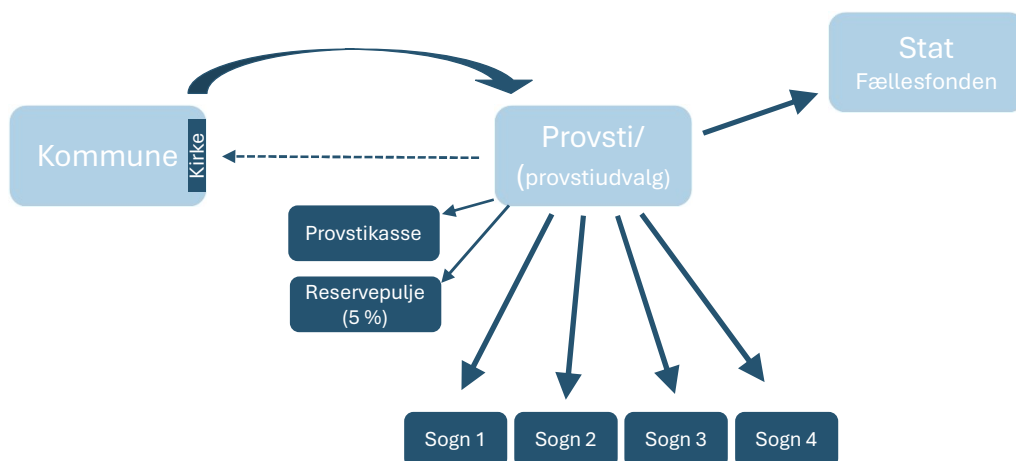 Stat
Fællesfonden
Kommune
Kirke
Provsti/
(provstiudvalg)
Provstikasse
Reservepulje
(5 %)
Sogn 1
Sogn 2
Sogn 3
Sogn 4